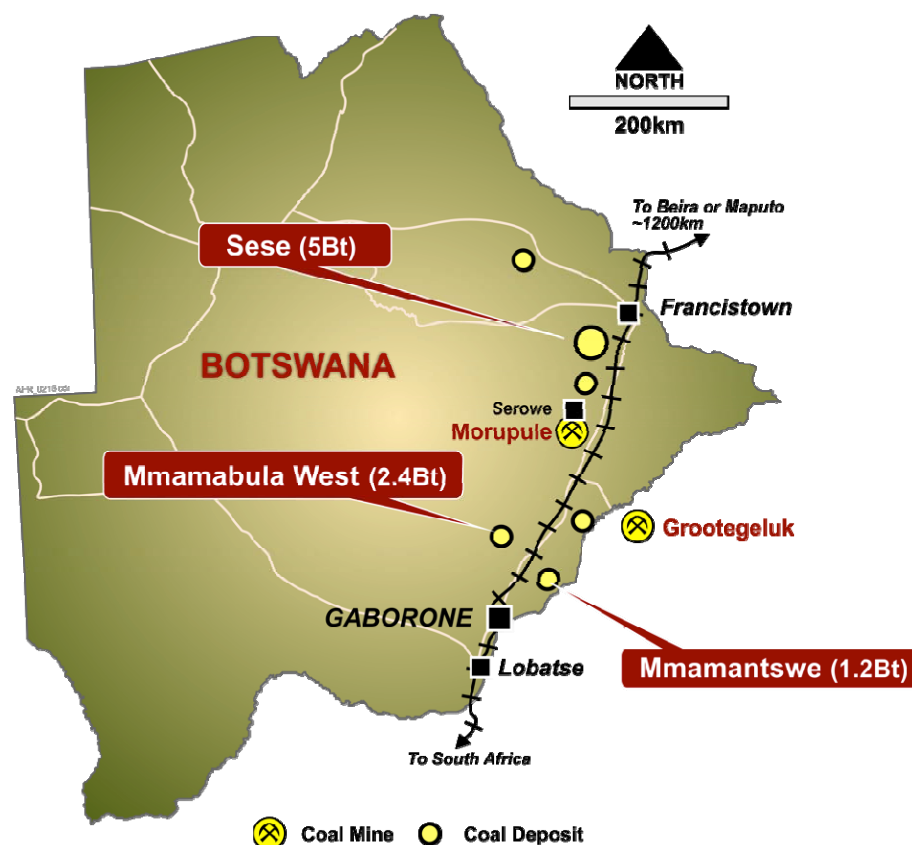 NORTH
200km
To Beira or Maputo
~1200km
Sese (5Bt)
Francistown
BOTSWANA
Serowe
Morupule
Mmamabula West (2.4Bt)
Grootegeluk
GABORONE
Lobatse
Mmamantswe (1.2Bt)
To South Africa
Coal Mine
Coal Deposit